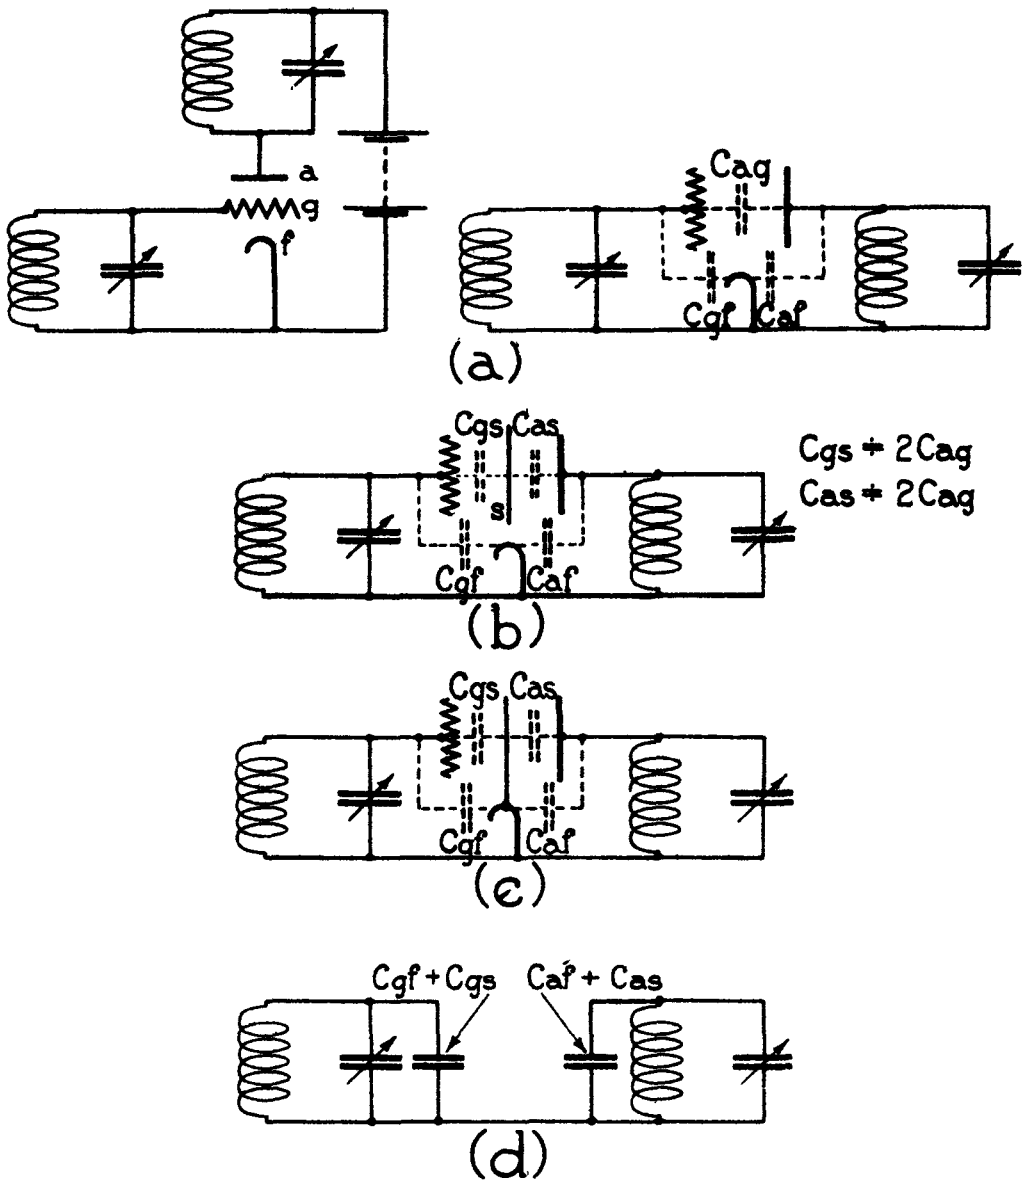 a
g
f
Cag
Cgf Caf
(a)
Cgs Cas
s
Cgf Caf
Cgs ≑ 2Cag
Cas ≑ 2Cag
(b)
Cgs Cas
Cgf Caf
(c)
Cgf + Cgs Caf + Cas
(d)